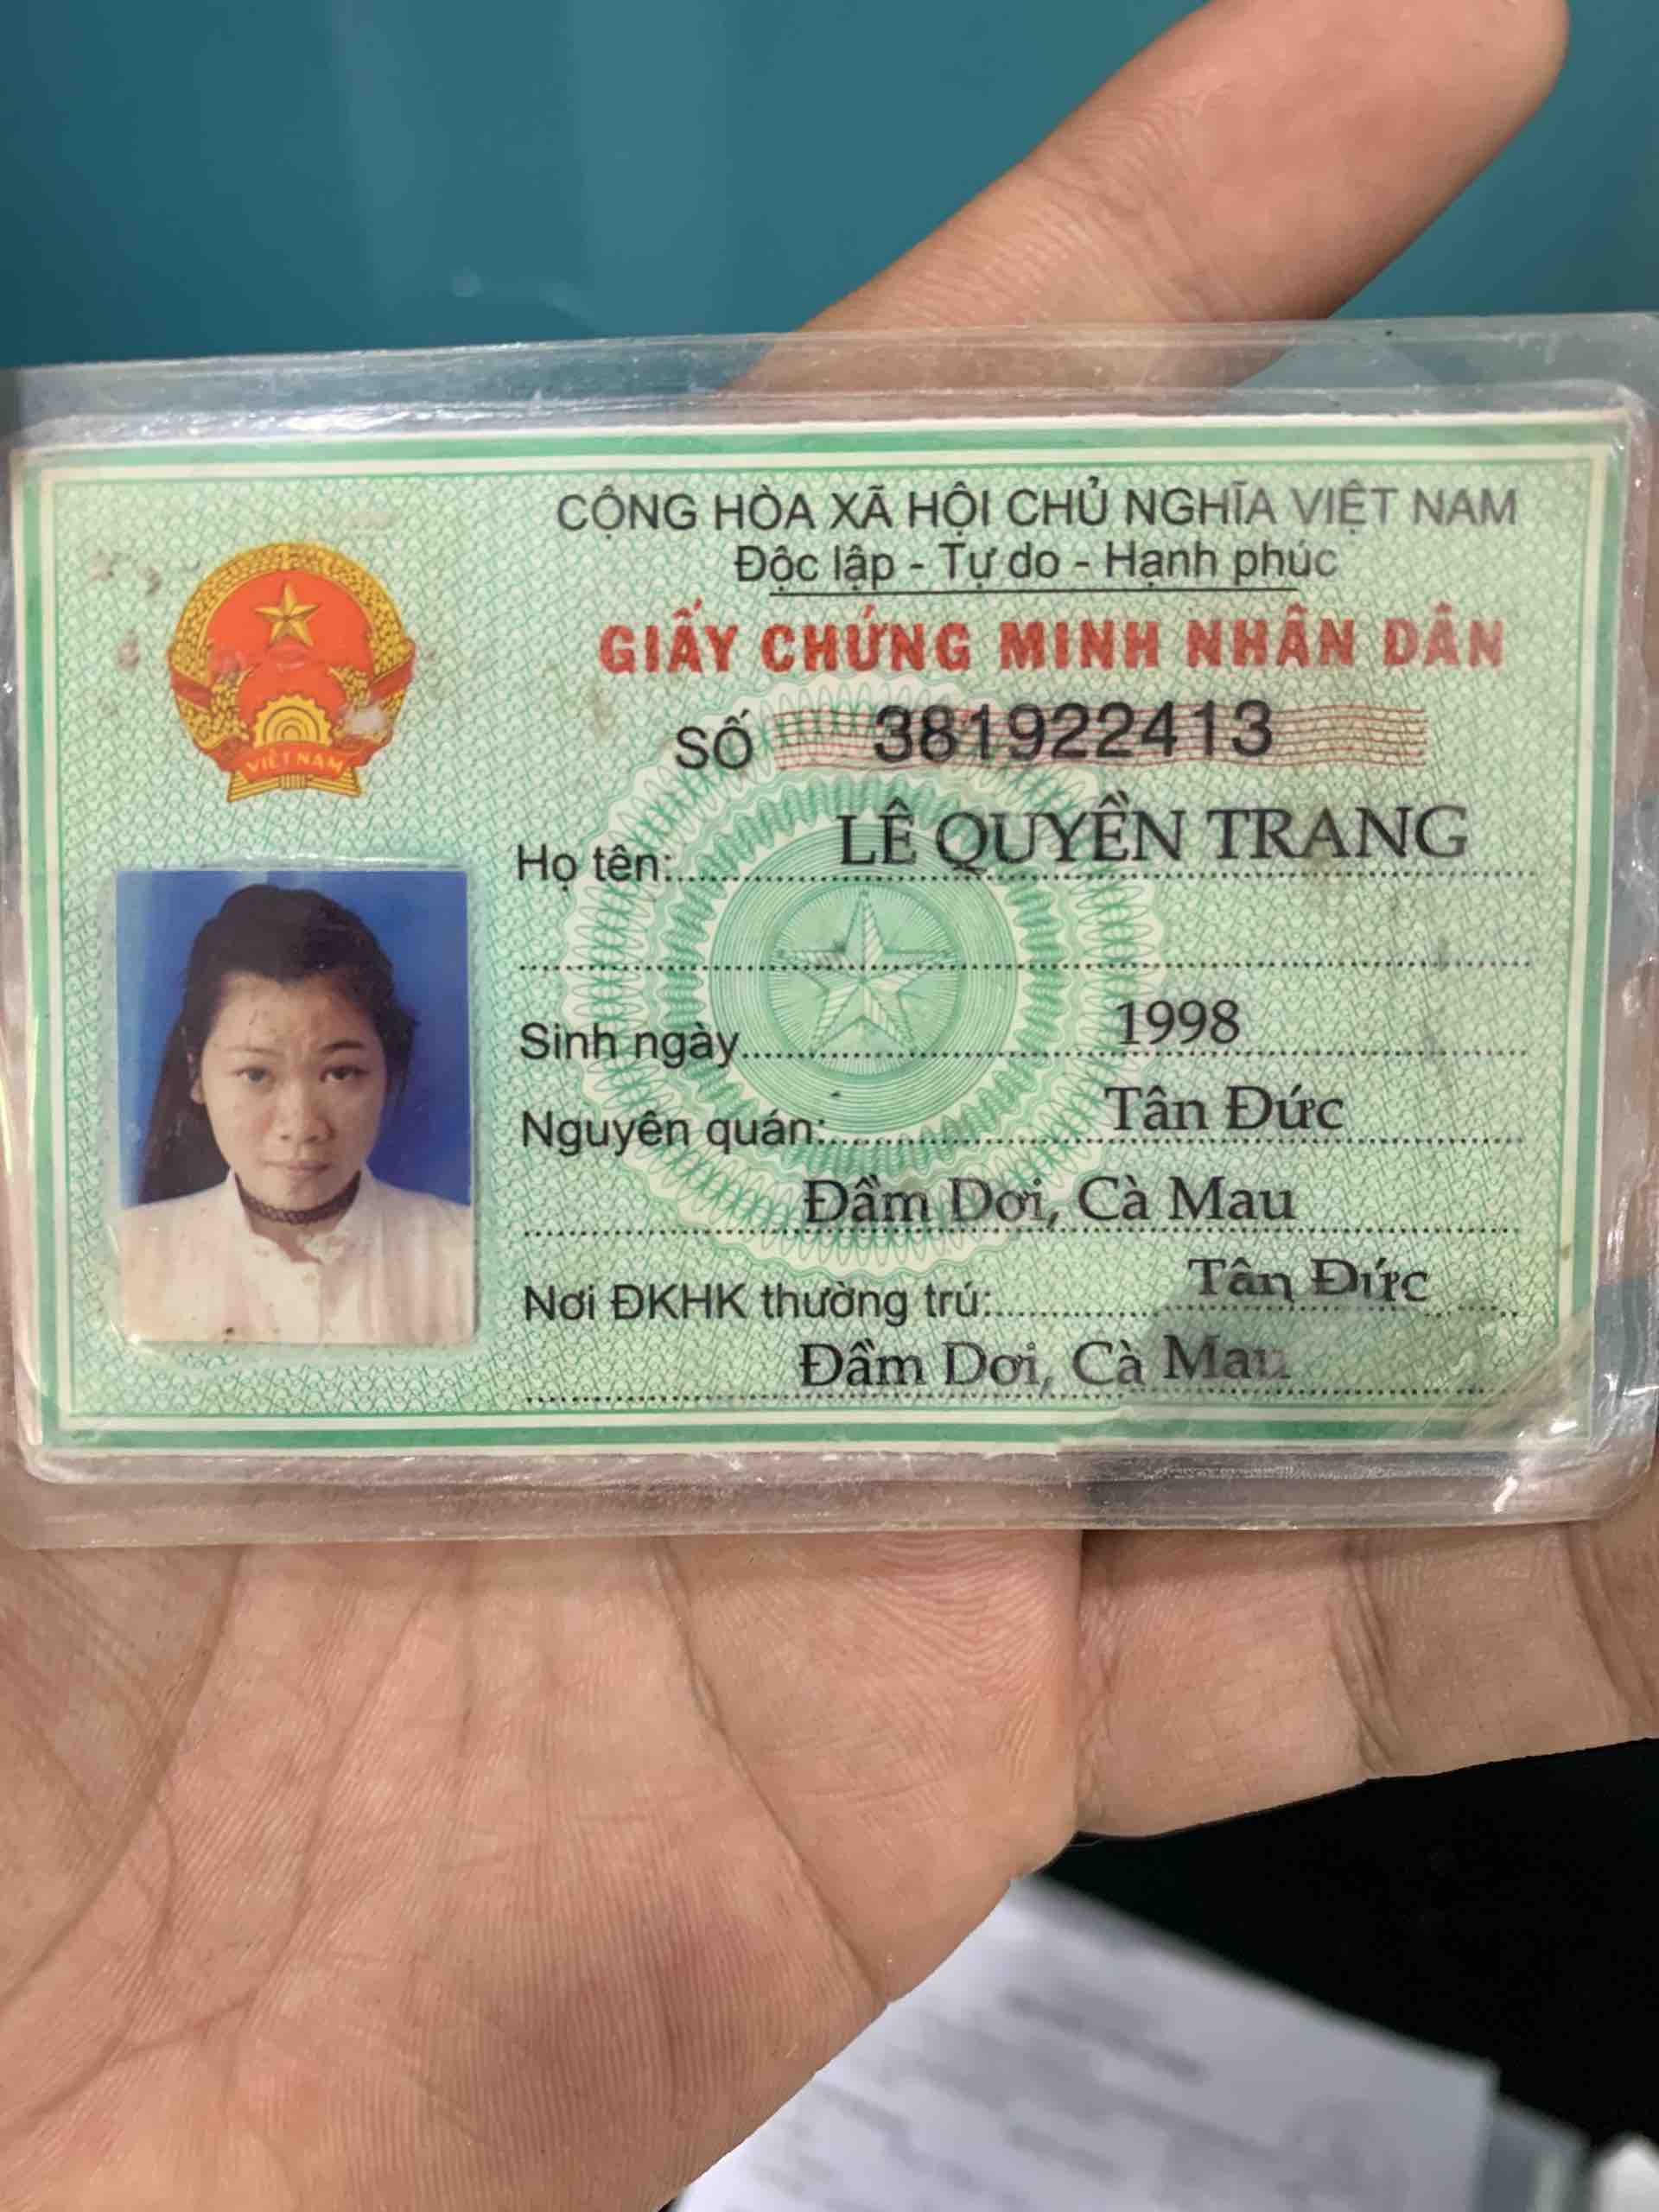 CỘNG HÒA XÃ HỘI CHỦ NGHĨA VIỆT NAM
Độc lập - Tự do - Hạnh phúc
GIẤY CHỨNG MINH NHÂN DÂN
SỐ 381922413
VIỆT NAM
Họ tên: LÊ QUYỀN TRANG
Sinh ngày 1998
Nguyên quán: Tân Đức
Đầm Dơi, Cà Mau
Nơi ĐKHK thường trú: Tân Đức
Đầm Dơi, Cà Mau